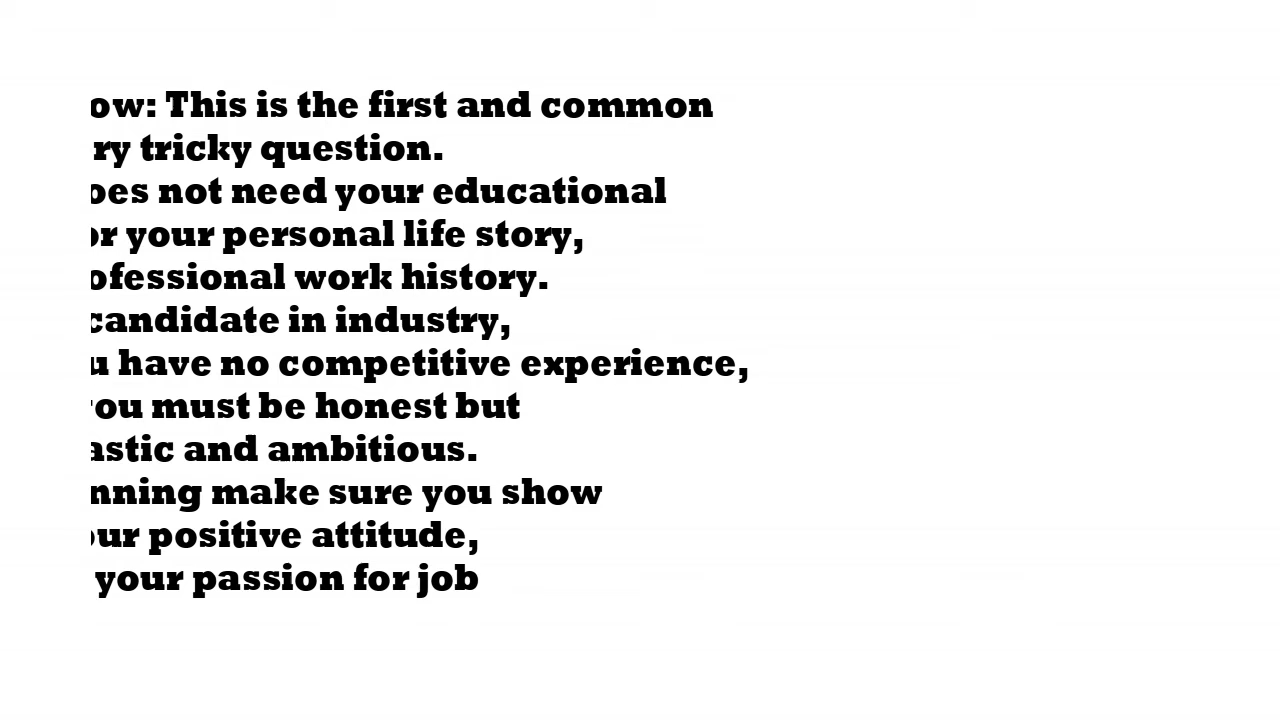 ow: This is the first and common
ry tricky question.
oes not need your educational
or your personal life story,
ofessional work history.
candidate in industry,
u have no competitive experience,
you must be honest but
astic and ambitious.
nning make sure you show
our positive attitude,
your passion for job